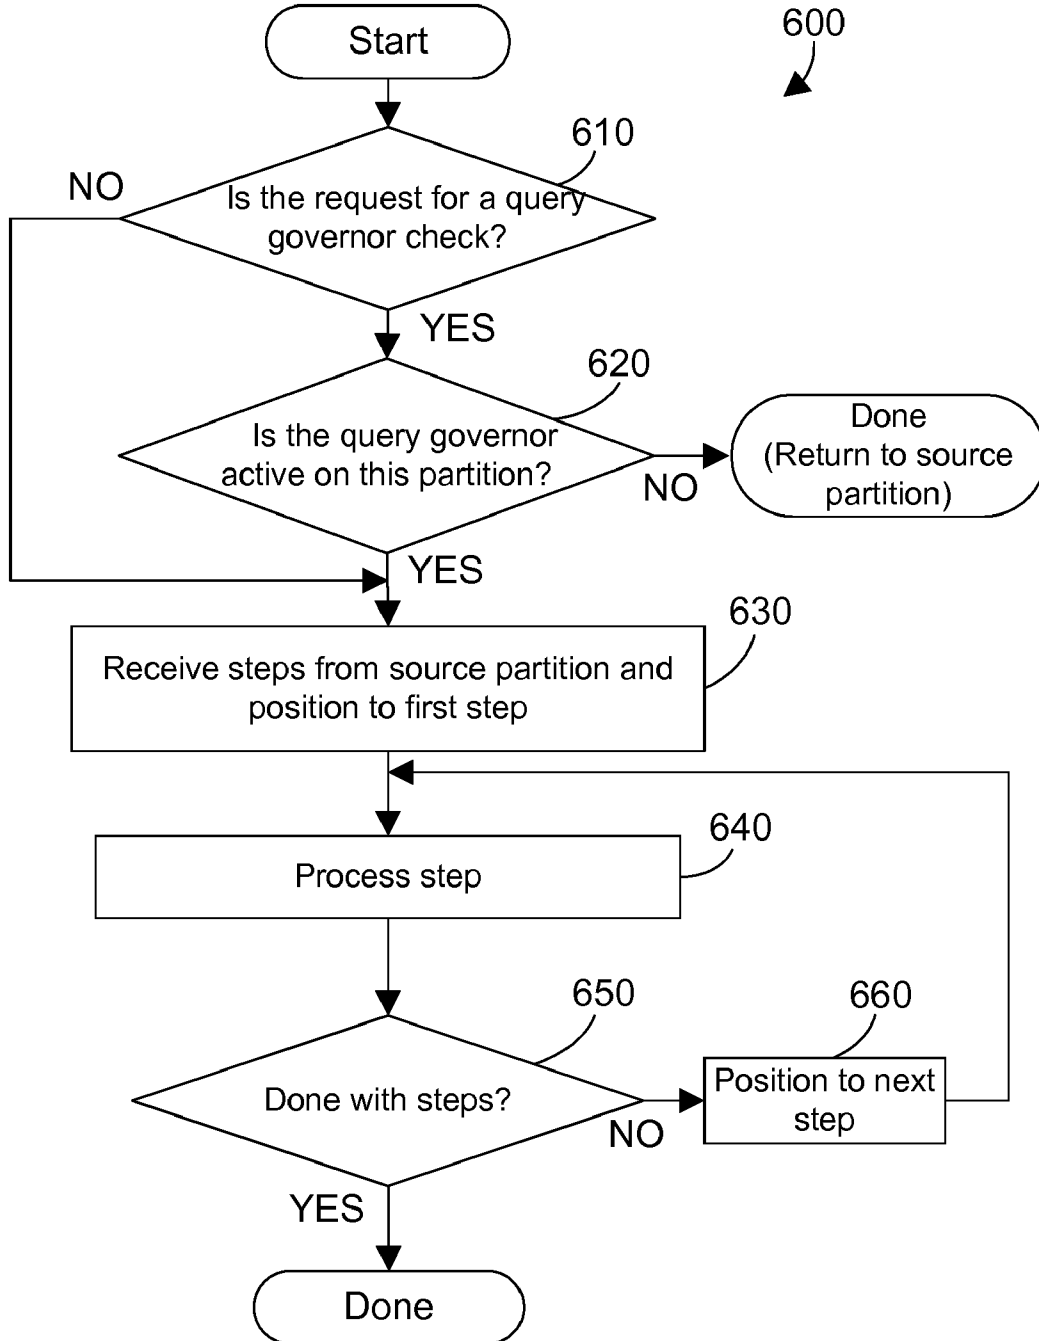 Start
600
610
NO
Is the request for a query
governor check?
YES
620
Is the query governor
active on this partition?
NO
Done
(Return to source
partition)
YES
630
Receive steps from source partition and
position to first step
640
Process step
650
660
Done with steps?
NO
Position to next
step
YES
Done